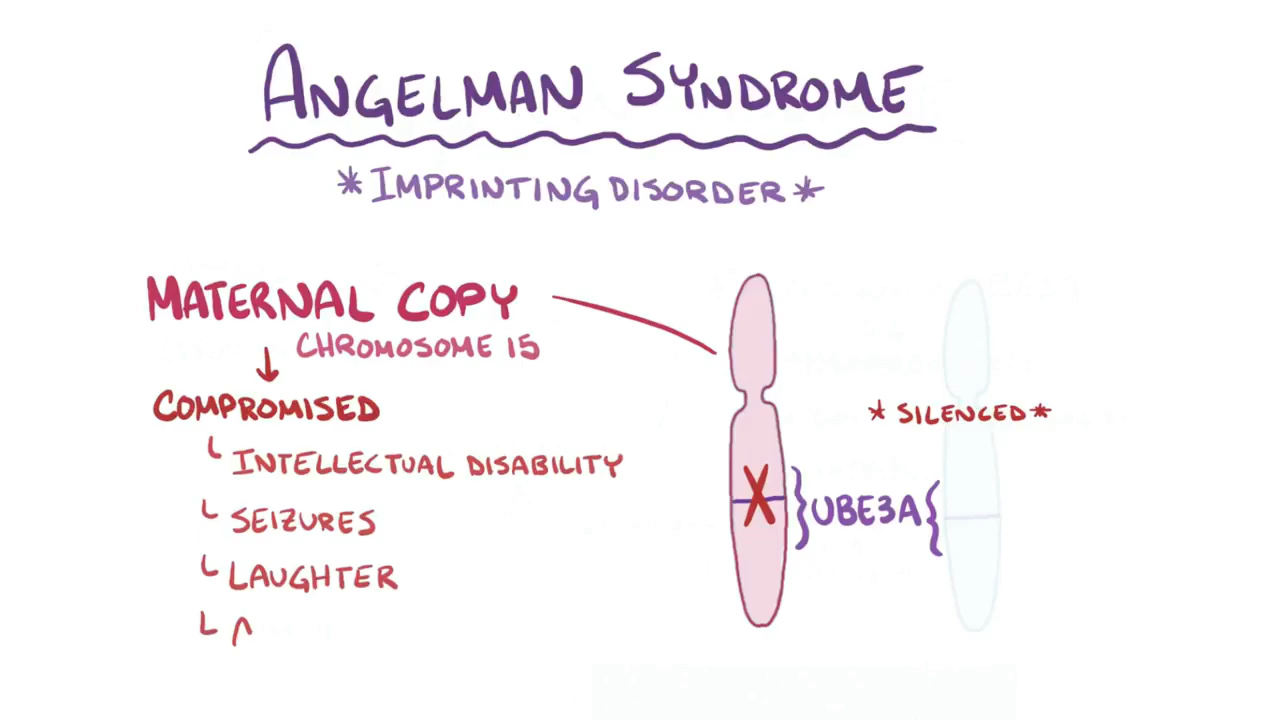 ANGELMAN SYNDROME
*IMPRINTING DISORDER*
MATERNAL COPY
CHROMOSOME 15
COMPROMISED
INTELLECTUAL DISABILITY
SEIZURES
LAUGHTER
*SILENCED*
UBE3A